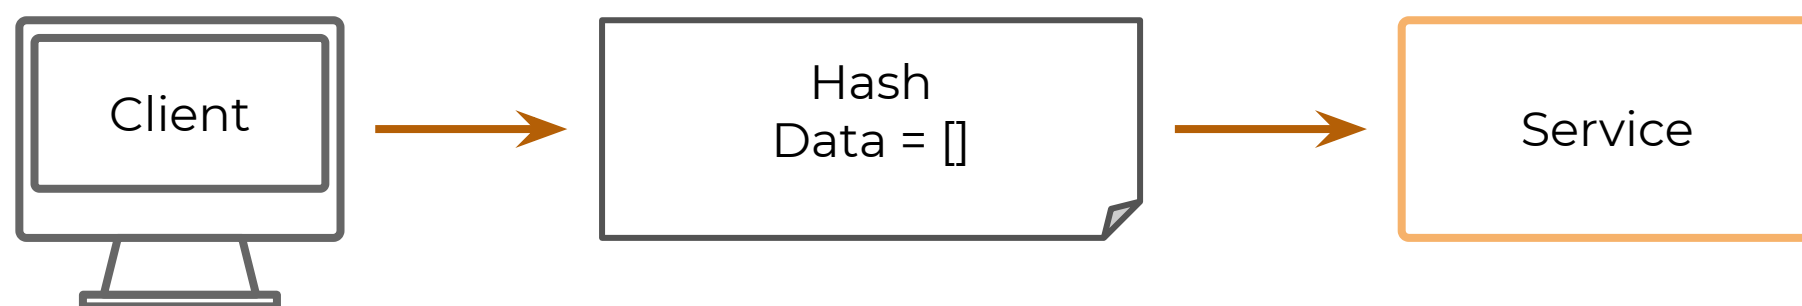 Client
Hash
Data = []
Service